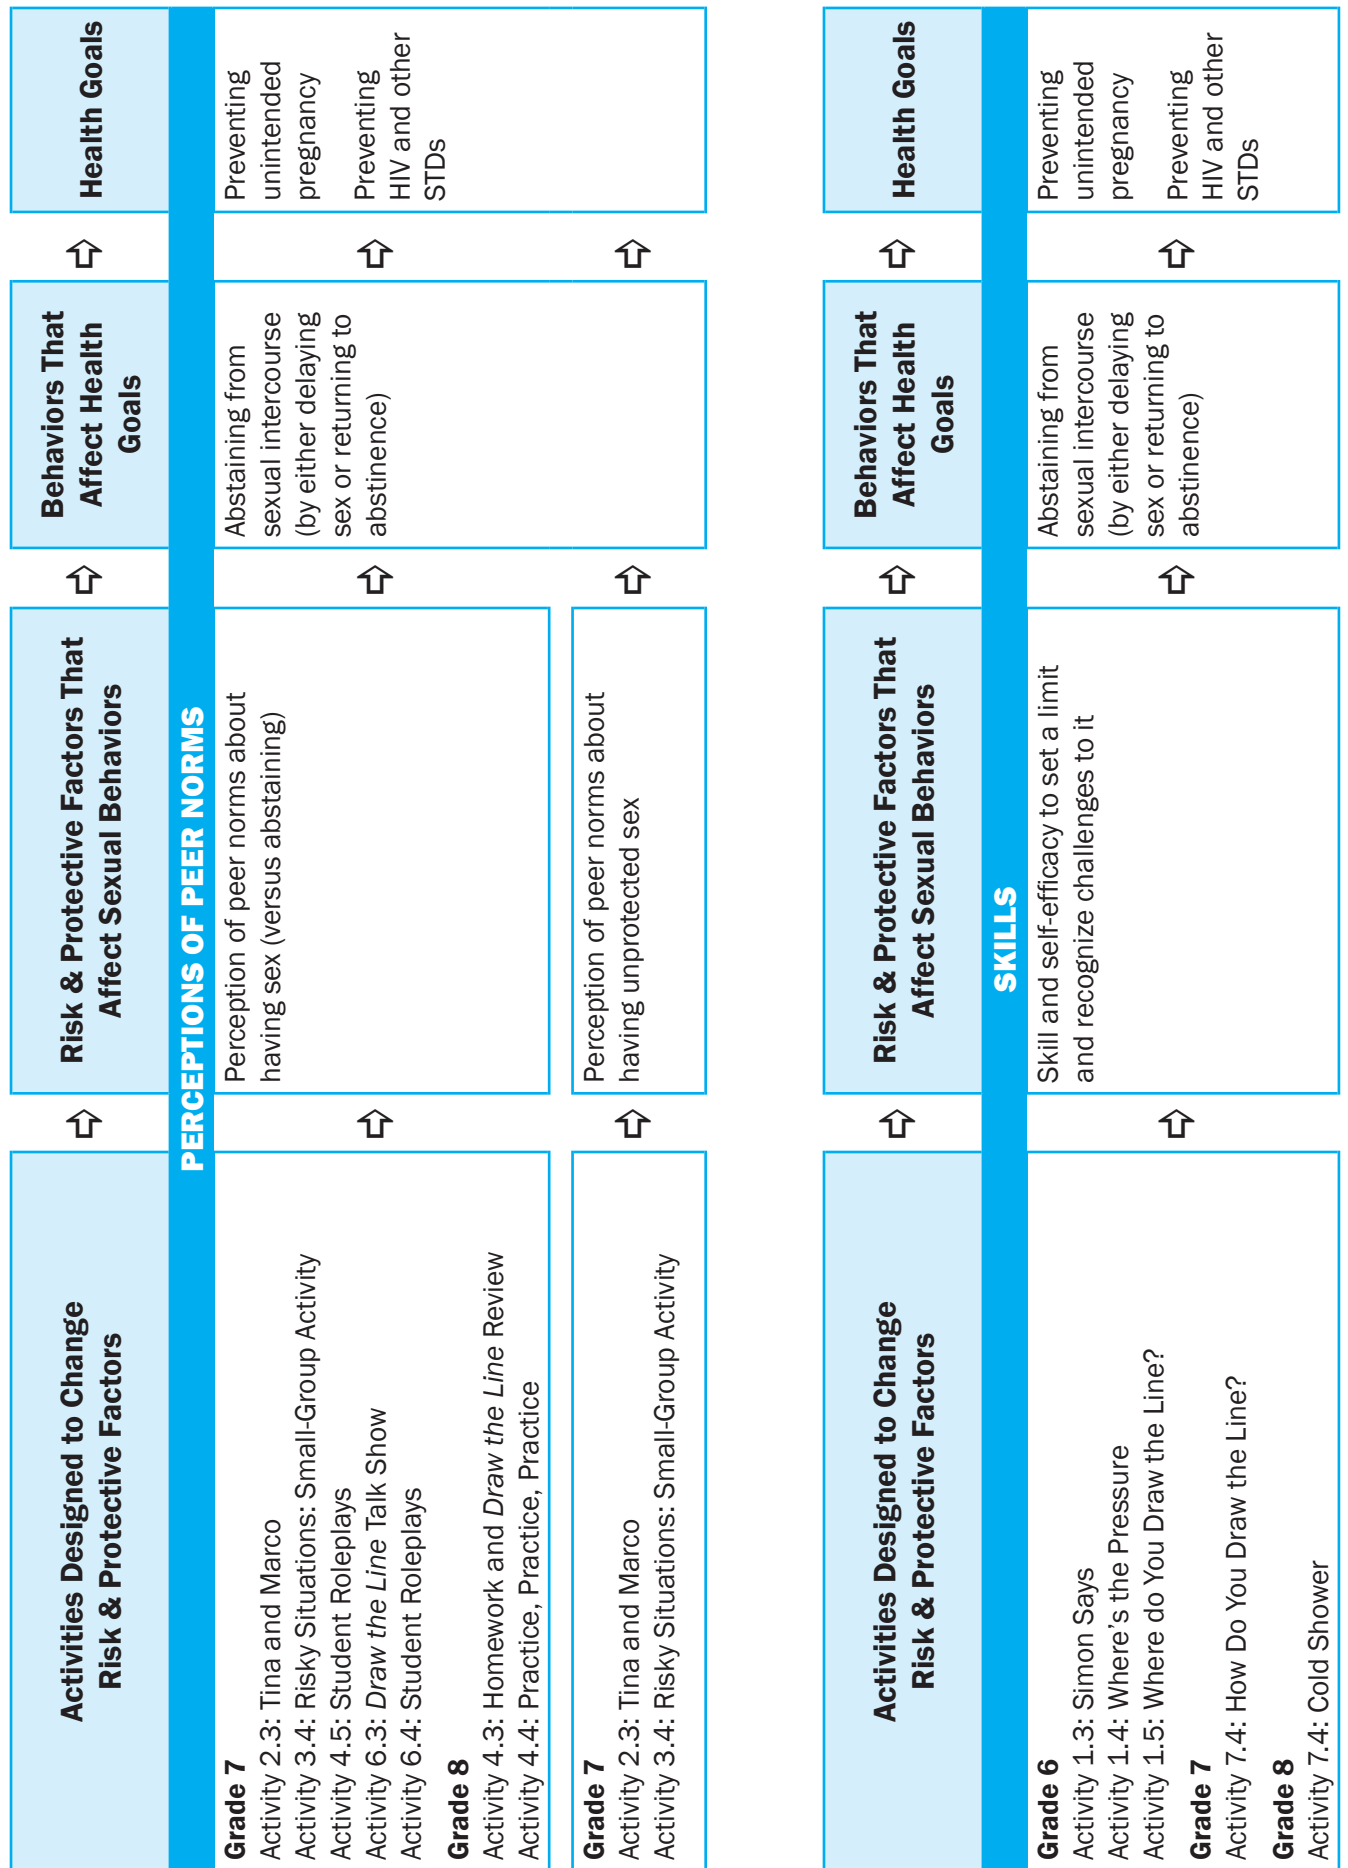 Activities Designed to Change
Risk & Protective Factors
Risk & Protective Factors That
Affect Sexual Behaviors
Behaviors That
Affect Health
Goals
Health Goals
PERCEPTIONS OF PEER NORMS
Grade 7
Activity 2.3: Tina and Marco
Activity 3.4: Risky Situations: Small-Group Activity
Activity 4.5: Student Roleplays
Activity 6.3: Draw the Line Talk Show
Activity 6.4: Student Roleplays
Grade 8
Activity 4.3: Homework and Draw the Line Review
Activity 4.4: Practice, Practice, Practice
Perception of peer norms about
having sex (versus abstaining)
Abstaining from
sexual intercourse
(by either delaying
sex or returning to
abstinence)
Preventing
unintended
pregnancy
Preventing
HIV and other
STDs
Grade 7
Activity 2.3: Tina and Marco
Activity 3.4: Risky Situations: Small-Group Activity
Perception of peer norms about
having unprotected sex
Activities Designed to Change
Risk & Protective Factors
Risk & Protective Factors That
Affect Sexual Behaviors
Behaviors That
Affect Health
Goals
Health Goals
SKILLS
Grade 6
Activity 1.3: Simon Says
Activity 1.4: Where's the Pressure
Activity 1.5: Where do You Draw the Line?
Grade 7
Activity 7.4: How Do You Draw the Line?
Grade 8
Activity 7.4: Cold Shower
Skill and self-efficacy to set a limit
and recognize challenges to it
Abstaining from
sexual intercourse
(by either delaying
sex or returning to
abstinence)
Preventing
unintended
pregnancy
Preventing
HIV and other
STDs